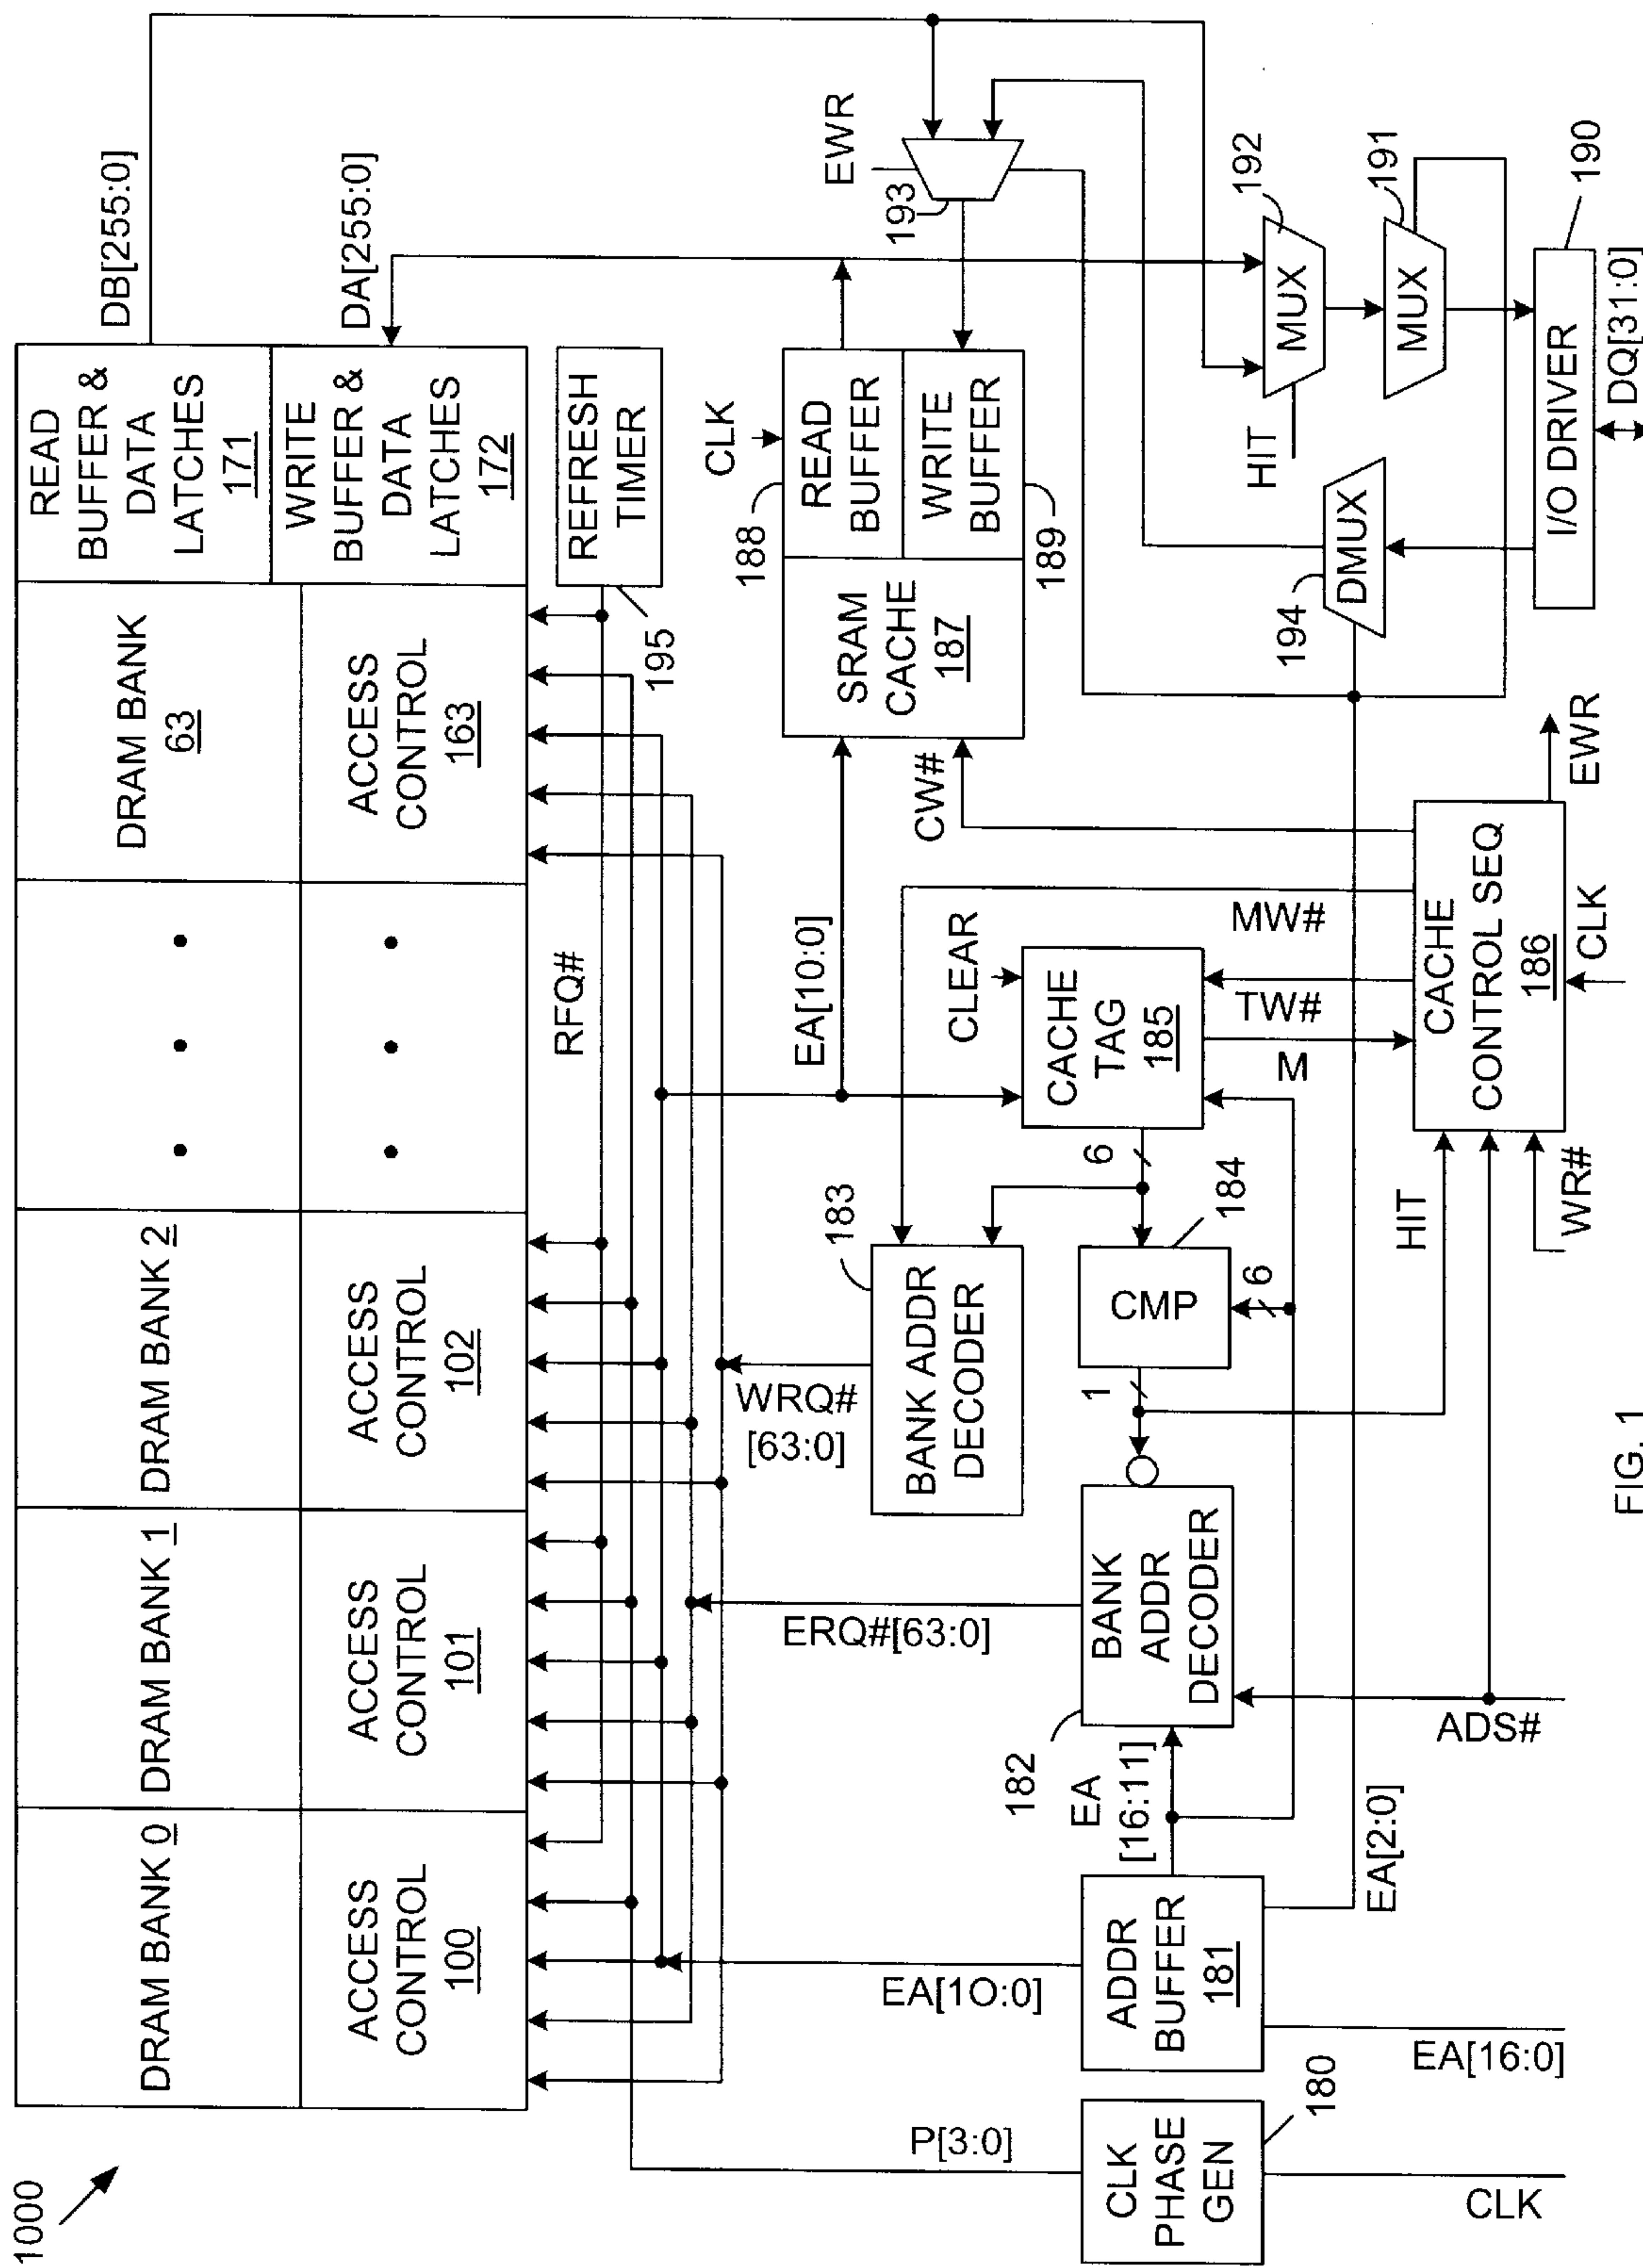 1000
DRAM BANK 0
DRAM BANK 1
DRAM BANK 2
DRAM BANK
63
READ
BUFFER &
DATA
LATCHES
171
ACCESS
CONTROL
100
ACCESS
CONTROL
101
ACCESS
CONTROL
102
ACCESS
CONTROL
163
WRITE
BUFFER &
DATA
LATCHES
172
DB[255:0]
DA[255:0]
RFQ#
REFRESH
TIMER
195
P[3:0]
EA[1O:0]
ERQ#[63:0]
WRQ#
[63:0]
EA[10:0]
CLK
188
READ
BUFFER
WRITE
BUFFER
189
SRAM
CACHE
187
CW#
EWR
193
183
BANK ADDR
DECODER
CLEAR
CACHE
TAG
185
MW#
TW#
M
6
184
CMP
6
1
CLK
PHASE
GEN
180
CLK
ADDR
BUFFER
181
EA[16:0]
EA
[16:11]
EA[2:0]
182
BANK
ADDR
DECODER
ADS#
HIT
WR#
CACHE
CONTROL SEQ
186
CLK
EWR
194
DMUX
HIT
MUX
192
MUX
191
I/O DRIVER
190
DQ[31:0]
FIG. 1